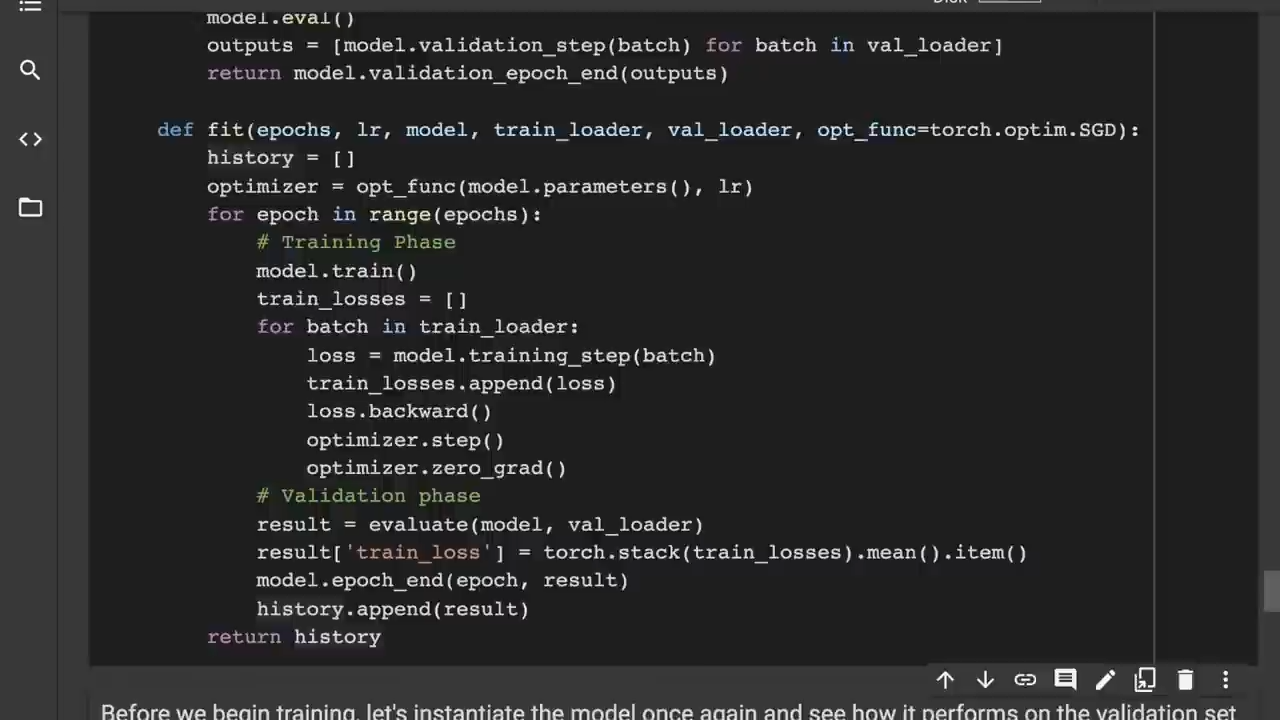 model.eval()
outputs = [model.validation_step(batch) for batch in val_loader]
return model.validation_epoch_end(outputs)
def fit(epochs, lr, model, train_loader, val_loader, opt_func=torch.optim.SGD):
history = []
optimizer = opt_func(model.parameters(), lr)
for epoch in range(epochs):
# Training Phase
model.train()
train_losses = []
for batch in train_loader:
loss = model.training_step(batch)
train_losses.append(loss)
loss.backward()
optimizer.step()
optimizer.zero_grad()
# Validation phase
result = evaluate(model, val_loader)
result['train_loss'] = torch.stack(train_losses).mean().item()
model.epoch_end(epoch, result)
history.append(result)
return history
Before we begin training, let's instantiate the model once again and see how it performs on the validation set